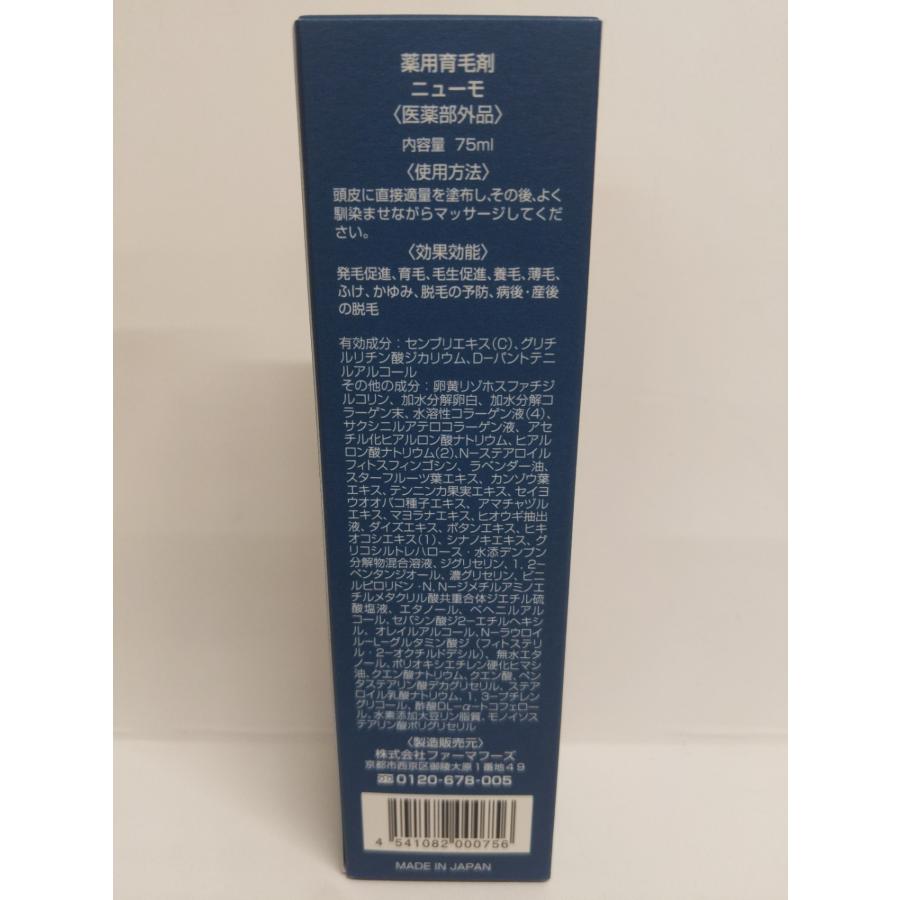 薬用育毛剤
ニューモ
〈医薬部外品〉
内容量 75ml
〈使用方法〉
頭皮に直接適量を塗布し、その後、よく
馴染ませながらマッサージしてくだ
さい。
〈効果効能〉
発毛促進、育毛、毛生促進、養毛、薄毛、
ふけ、かゆみ、脱毛の予防、病後・産後
の脱毛
有効成分：センブリエキス(C)、グリチ
ルリチン酸ジカリウム、D-パントテニ
ルアルコール
その他の成分：卵黄リゾホスファチジ
ルコリン、加水分解卵白、加水分解コ
ラーゲン末、水溶性コラーゲン液(4)、
サクシニルアテロコラーゲン液、アセ
チル化ヒアルロン酸ナトリウム、ヒアル
ロン酸ナトリウム(2)、N-ステアロイル
フィトスフィンゴシン、ラベンダー油、
スターフルーツ葉エキス、カンゾウ葉
エキス、テンニンカ果実エキス、セイヨ
ウオオバコ種子エキス、アマチャヅル
エキス、マヨラナエキス、ヒオウギ抽出
液、ダイズエキス、ボタンエキス、ヒキ
オコシエキス(1)、シナノキエキス、グ
リコシルトレハロース・水添デンプン
分解物混合溶液、ジグリセリン、1，2-
ペンタンジオール、濃グリセリン、ビニ
ルピロリドン・N,N-ジメチルアミノエ
チルメタクリル酸共重合体ジエチル硫
酸塩液、エタノール、ベヘニルアル
コール、セバシン酸ジ2-エチルヘキシ
ル、オレイルアルコール、N-ラウロイ
ル-L-グルタミン酸ジ(フィトステリ
ル・2-オクチルドデシル)、無水エタ
ノール、ポリオキシエチレン硬化ヒマシ
油、クエン酸ナトリウム、クエン酸、ペン
タステアリン酸デカグリセリル、ステア
ロイル乳酸ナトリウム、1，3-ブチレン
グリコール、酢酸DL-α-トコフェロー
ル、水素添加大豆リン脂質、モノイソス
テアリン酸ポリグリセリル
〈製造販売元〉
株式会社ファーマフーズ
京都市西京区御陵大原1番地49
0120-678-005
4 541082 000756
MADE IN JAPAN